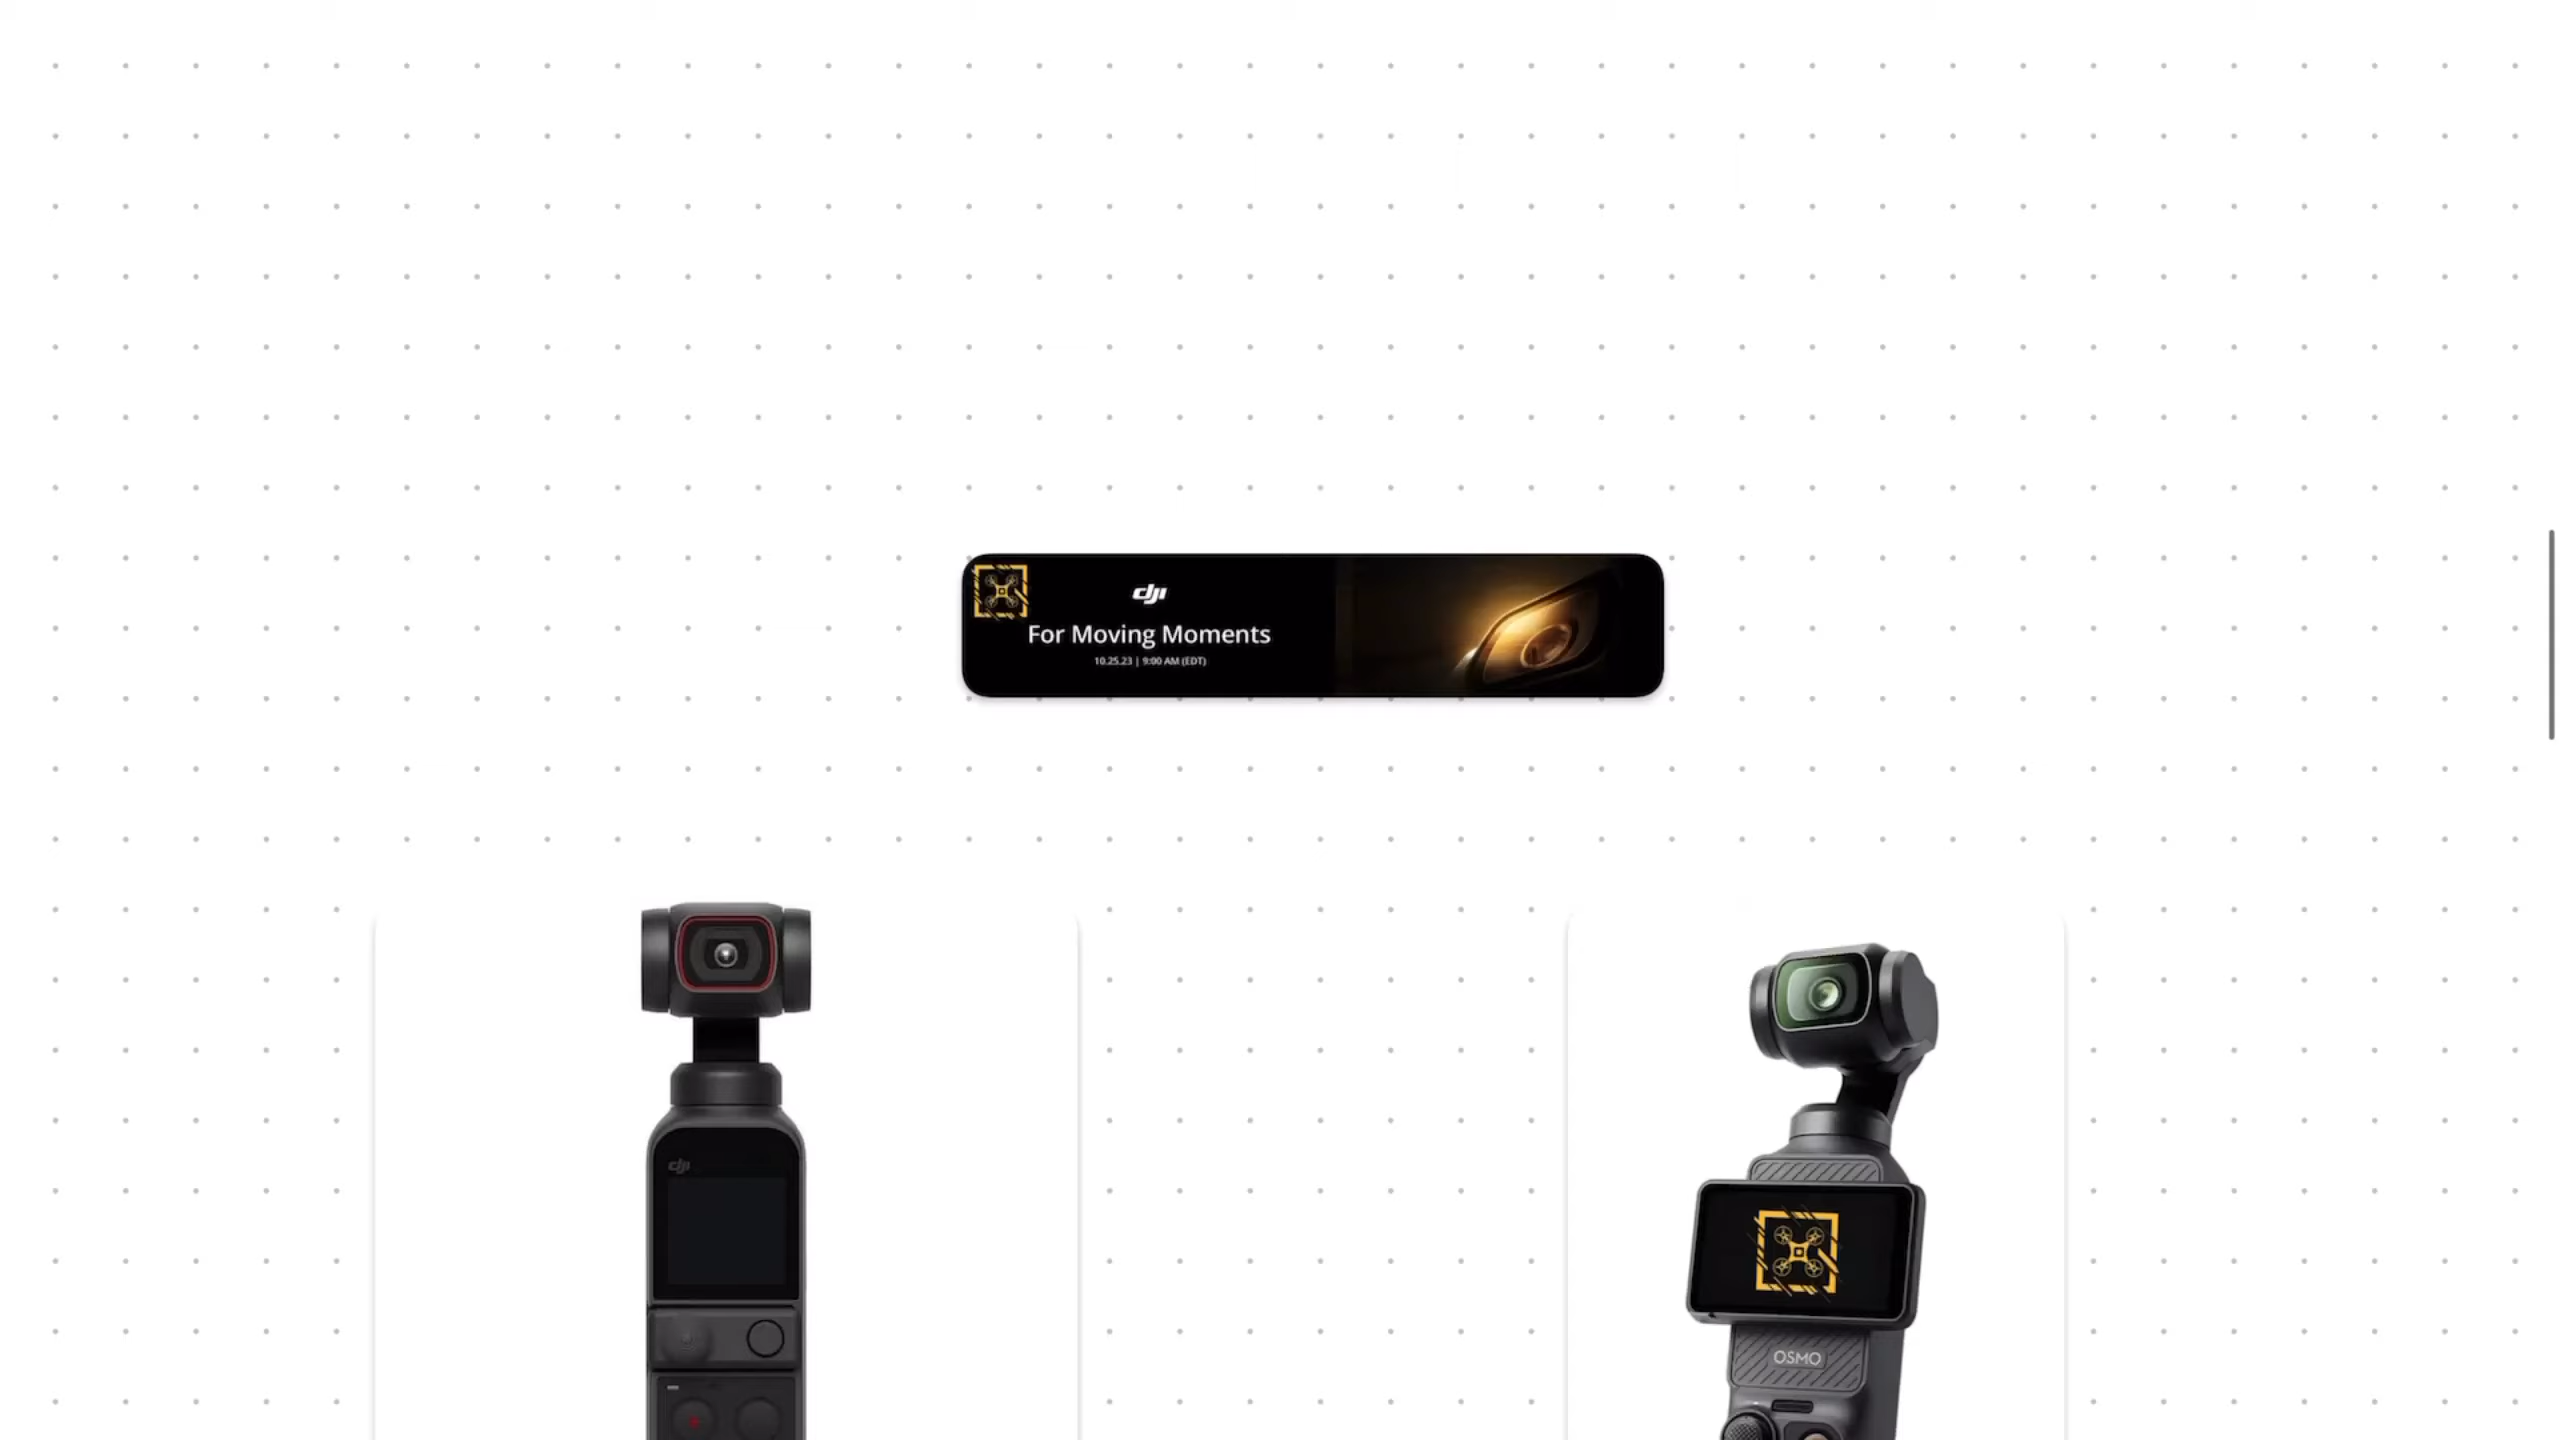 dji
For Moving Moments
10.25.23 | 9:00 AM (EDT)
dji
OSMO